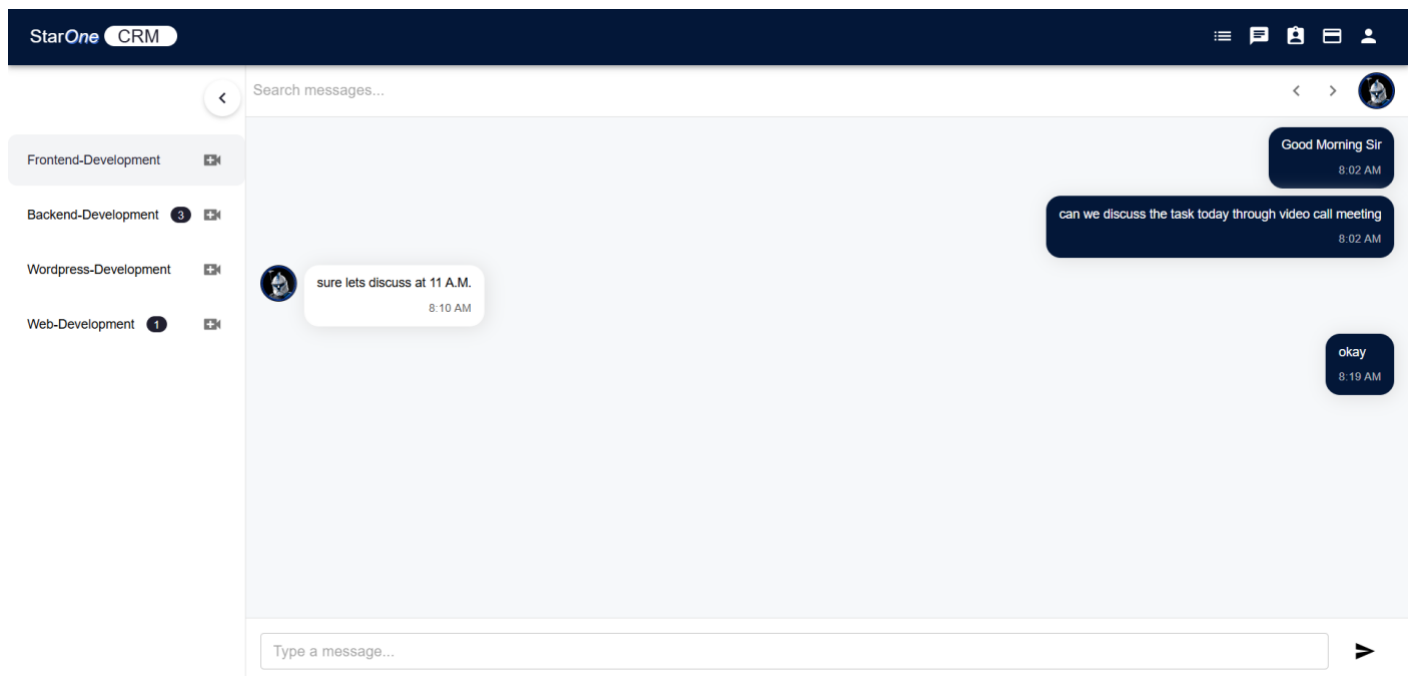 StarOne CRM
Search messages...
Frontend-Development
Backend-Development 3
Wordpress-Development
Web-Development 1
Good Morning Sir
8:02 AM
can we discuss the task today through video call meeting
8:02 AM
sure lets discuss at 11 A.M.
8:10 AM
okay
8:19 AM
Type a message...